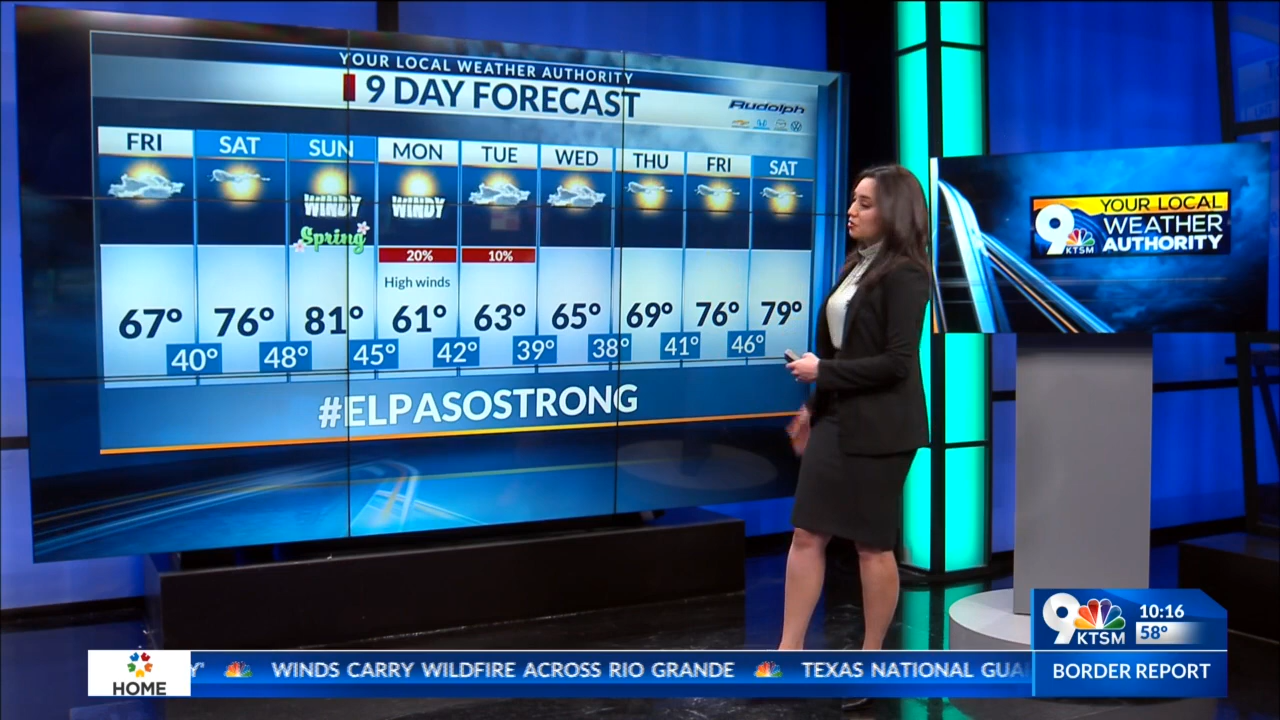 YOUR LOCAL WEATHER AUTHORITY
9 DAY FORECAST
Rudolph
FRI SAT SUN MON TUE WED THU FRI SAT
WINDY WINDY
Spring
20% 10%
High winds
67° 76° 81° 61° 63° 65° 69° 76° 79°
40° 48° 45° 42° 39° 38° 41° 46°
#ELPASOSTRONG
9 KTSM
YOUR LOCAL
WEATHER
AUTHORITY
9 KTSM
10:16
58°
BORDER REPORT
HOME
Y' WINDS CARRY WILDFIRE ACROSS RIO GRANDE TEXAS NATIONAL GUA